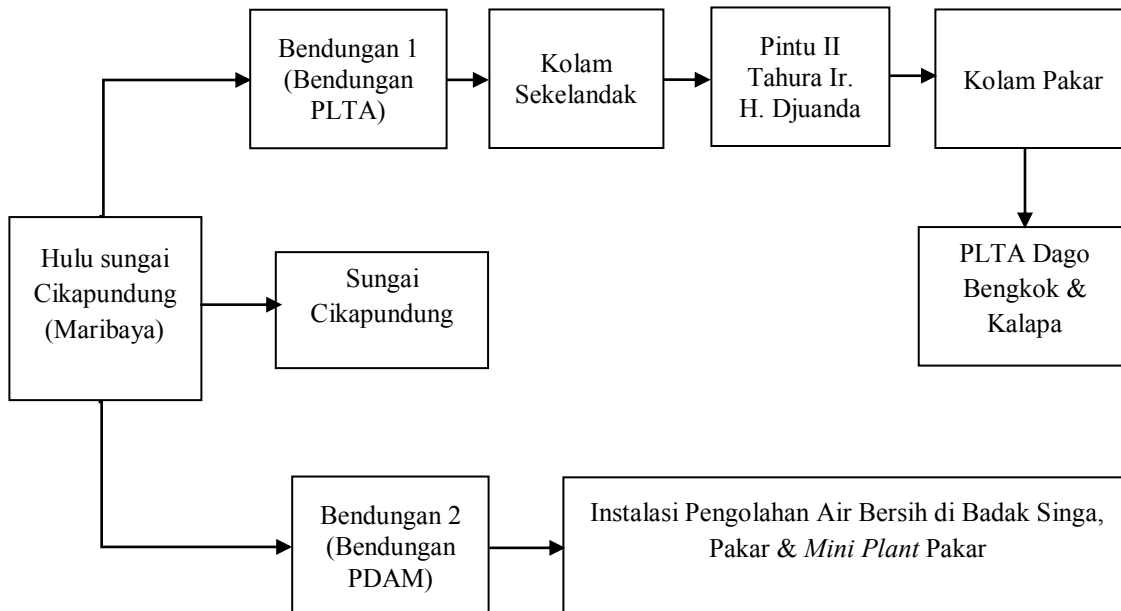 Bendungan 1
(Bendungan
PLTA)
Kolam
Sekelandak
Pintu II
Tahura Ir.
H. Djuanda
Kolam Pakar
PLTA Dago
Bengkok &
Kalapa
Hulu sungai
Cikapundung
(Maribaya)
Sungai
Cikapundung
Bendungan 2
(Bendungan
PDAM)
Instalasi Pengolahan Air Bersih di Badak Singa,
Pakar & Mini Plant Pakar